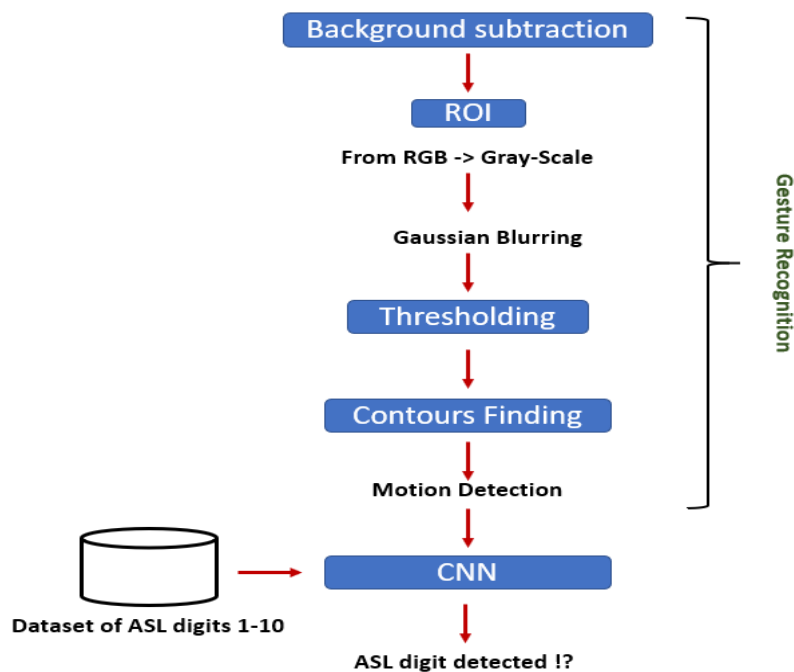 Background subtraction
ROI
From RGB -> Gray-Scale
Gaussian Blurring
Thresholding
Contours Finding
Motion Detection
Gesture Recognition
CNN
Dataset of ASL digits 1-10
ASL digit detected !?